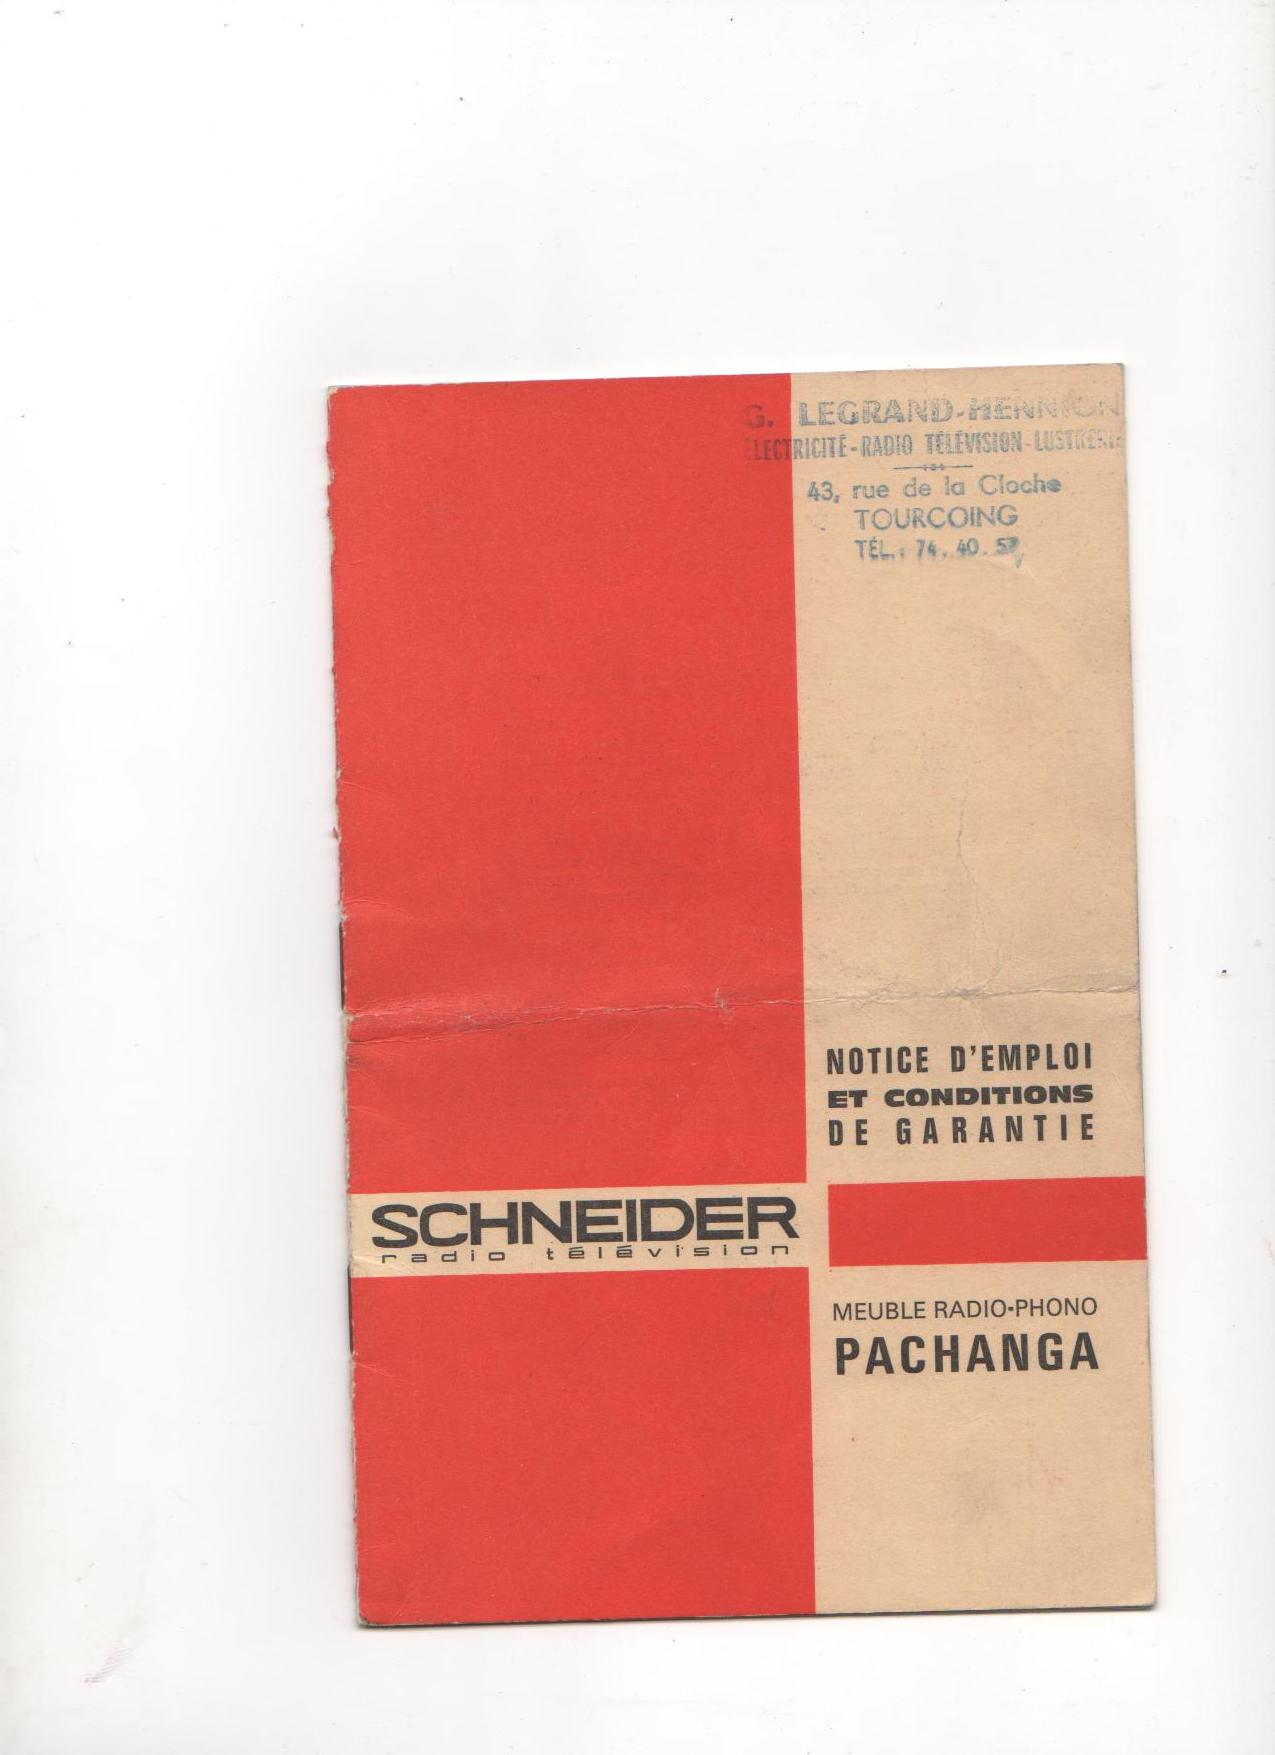 G. LEGRAND-HENNION
ÉLECTRICITÉ-RADIO TÉLÉVISION-LUSTRERIE
43, rue de la Cloche
TOURCOING
TÉL.: 74.40.57
NOTICE D'EMPLOI
ET CONDITIONS
DE GARANTIE
SCHNEIDER
radio télévision
MEUBLE RADIO-PHONO
PACHANGA